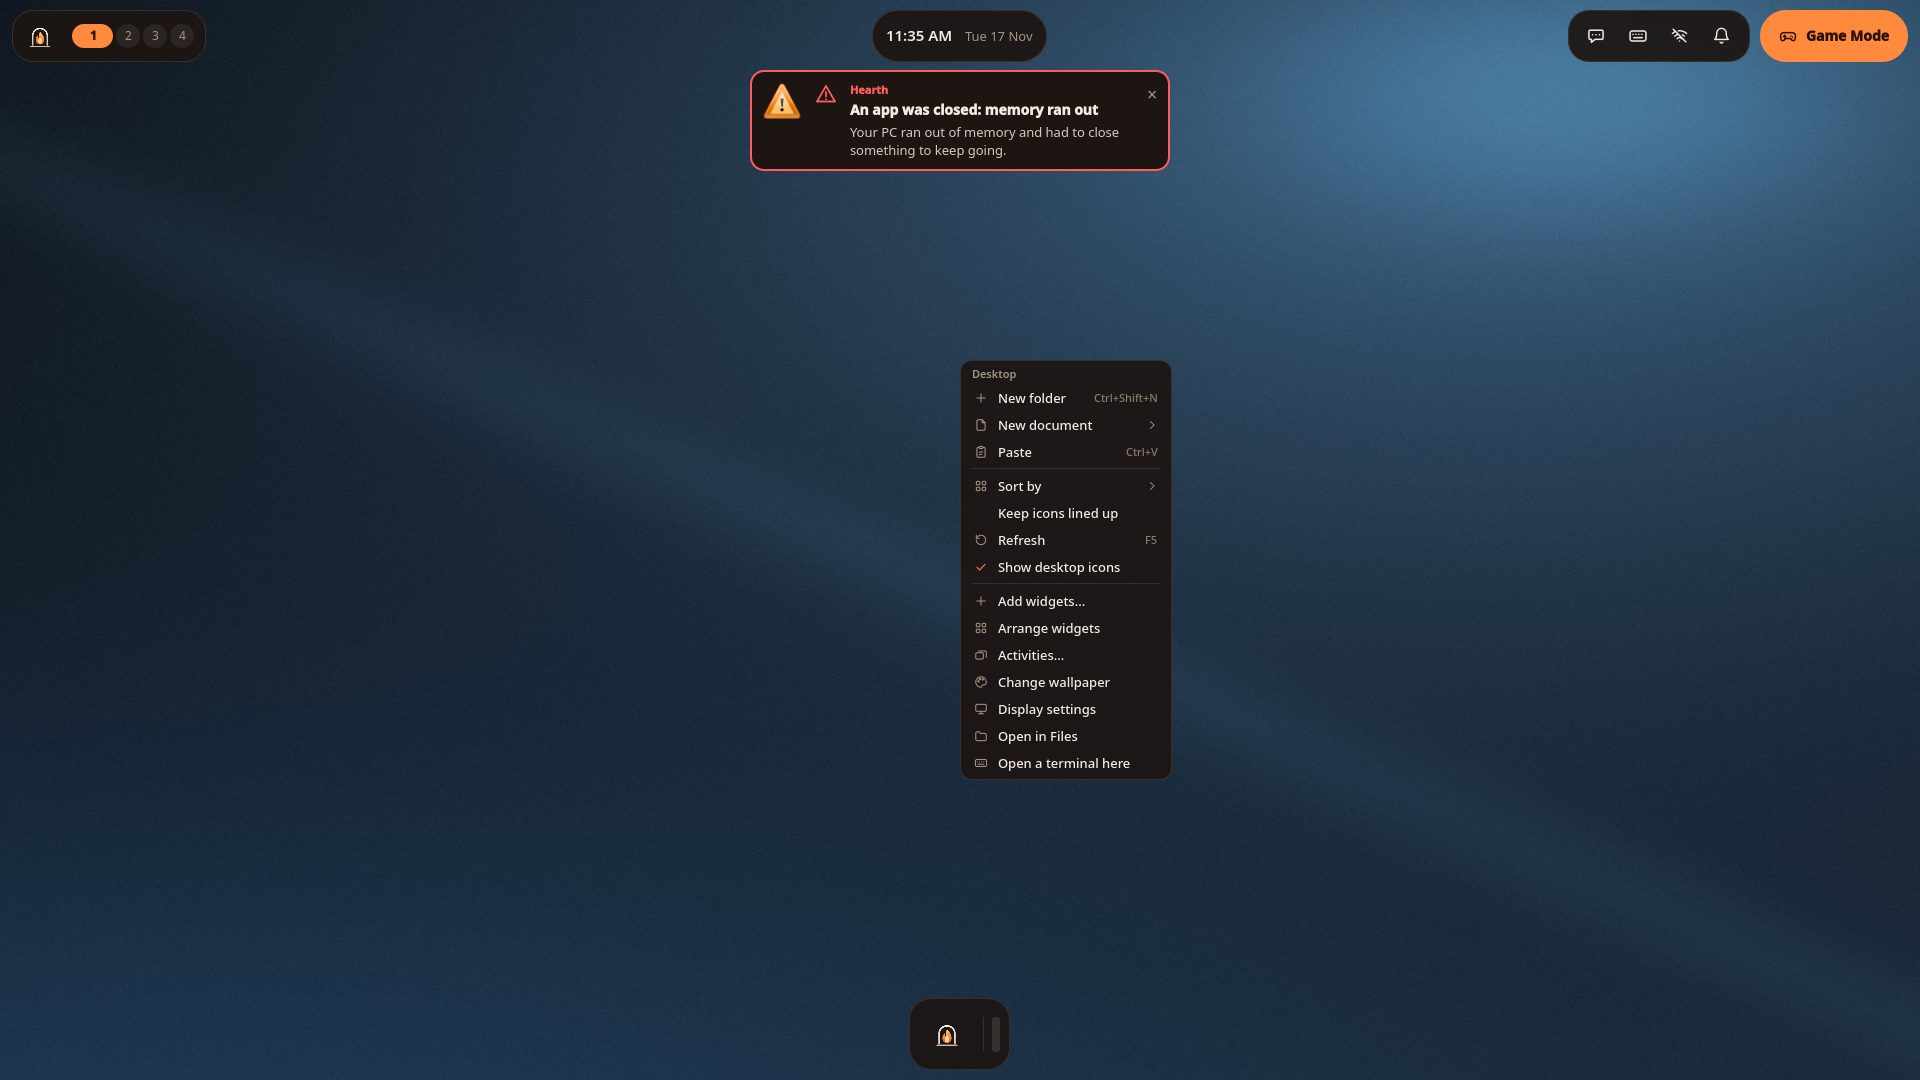 1 2 3 4
11:35 AM Tue 17 Nov
Game Mode
Hearth
An app was closed: memory ran out
Your PC ran out of memory and had to close
something to keep going.
Desktop
New folder Ctrl+Shift+N
New document
Paste Ctrl+V
Sort by
Keep icons lined up
Refresh F5
Show desktop icons
Add widgets...
Arrange widgets
Activities...
Change wallpaper
Display settings
Open in Files
Open a terminal here